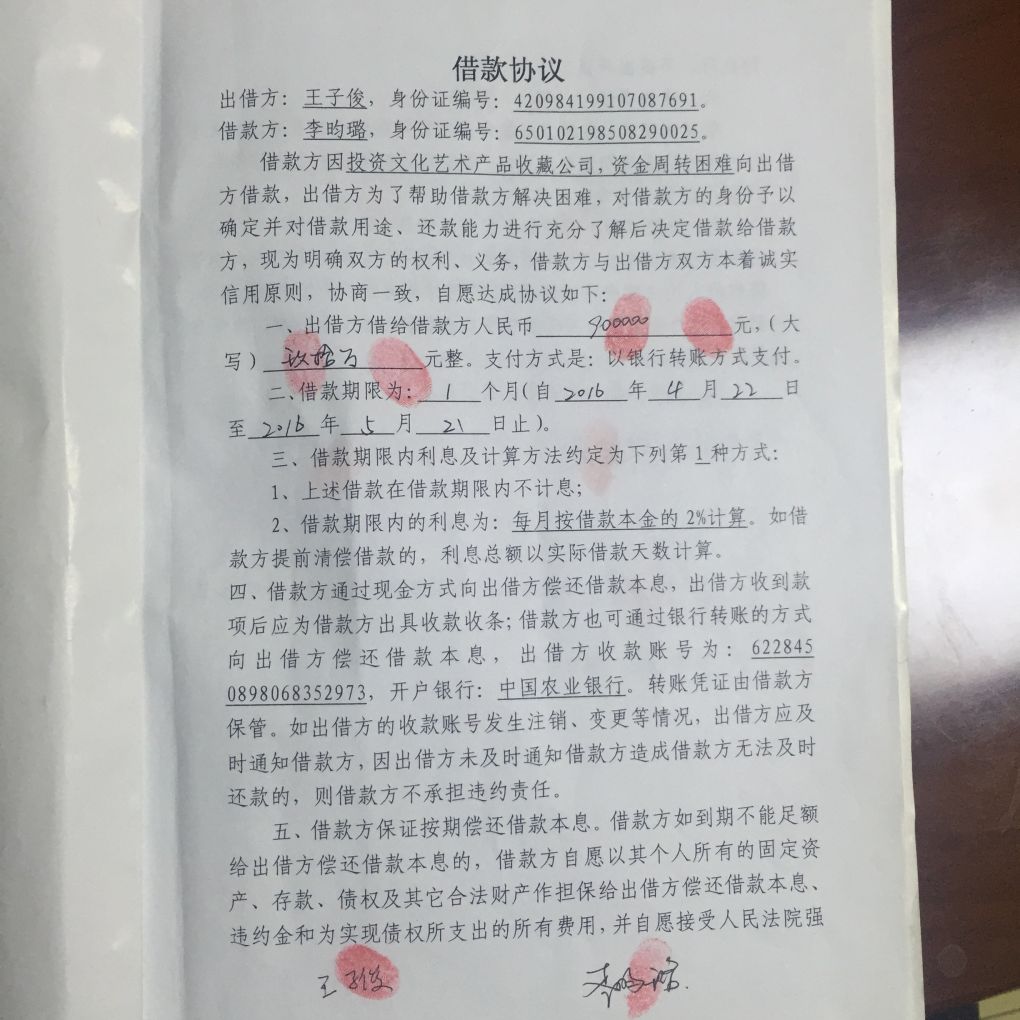 借款协议
出借方：王子俊，身份证编号：420984199107087691。
借款方：李昀璐，身份证编号：650102198508290025。
借款方因投资文化艺术产品收藏公司，资金周转困难向出借
方借款，出借方为了帮助借款方解决困难，对借款方的身份予以
确定并对借款用途、还款能力进行充分了解后决定借款给借款
方，现为明确双方的权利、义务，借款方与出借方双方本着诚实
信用原则，协商一致，自愿达成协议如下：
一、出借方借给借款方人民币 900000 元，（大
写）玖拾万 元整。支付方式是：以银行转账方式支付。
二、借款期限为： 1 个月（自 2016 年 4 月 22 日
至 2016 年 5 月 21 日止）。
三、借款期限内利息及计算方法约定为下列第1种方式：
1、上述借款在借款期限内不计息；
2、借款期限内的利息为：每月按借款本金的2%计算。如借
款方提前清偿借款的，利息总额以实际借款天数计算。
四、借款方通过现金方式向出借方偿还借款本息，出借方收到款
项后应为借款方出具收款收条；借款方也可通过银行转账的方式
向出借方偿还借款本息，出借方收款账号为：622845
0898068352973，开户银行：中国农业银行。转账凭证由借款方
保管。如出借方的收款账号发生注销、变更等情况，出借方应及
时通知借款方，因出借方未及时通知借款方造成借款方无法及时
还款的，则借款方不承担违约责任。
五、借款方保证按期偿还借款本息。借款方如到期不能足额
给出借方偿还借款本息的，借款方自愿以其个人所有的固定资
产、存款、债权及其它合法财产作担保给出借方偿还借款本息、
违约金和为实现债权所支出的所有费用，并自愿接受人民法院强
王子俊 李昀璐